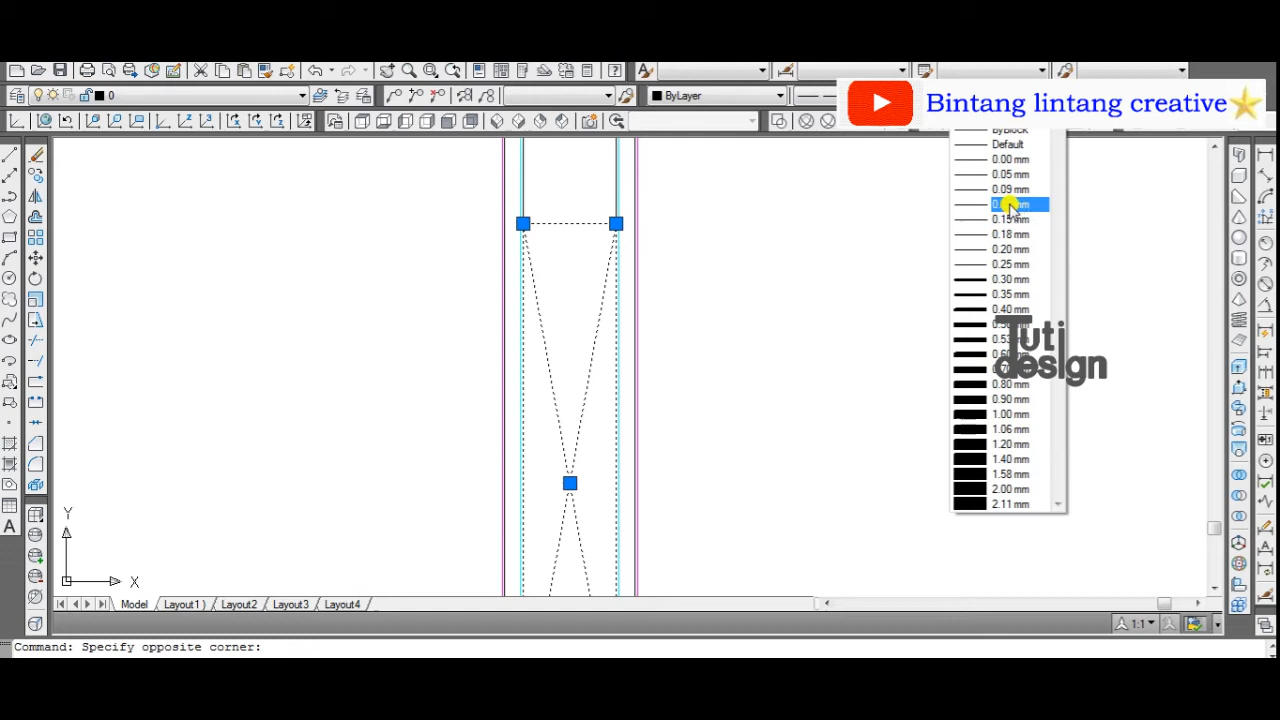 Bintang lintang creative
0
ByLayer
ByBlock
Default
0.00 mm
0.05 mm
0.09 mm
0.15 mm
0.18 mm
0.20 mm
0.25 mm
0.30 mm
0.35 mm
0.40 mm
Tuti
design
0.80 mm
0.90 mm
1.00 mm
1.06 mm
1.20 mm
1.40 mm
1.58 mm
2.00 mm
2.11 mm
Y
X
Model Layout1 ) Layout2 Layout3 Layout4
1:1
Command: Specify opposite corner: